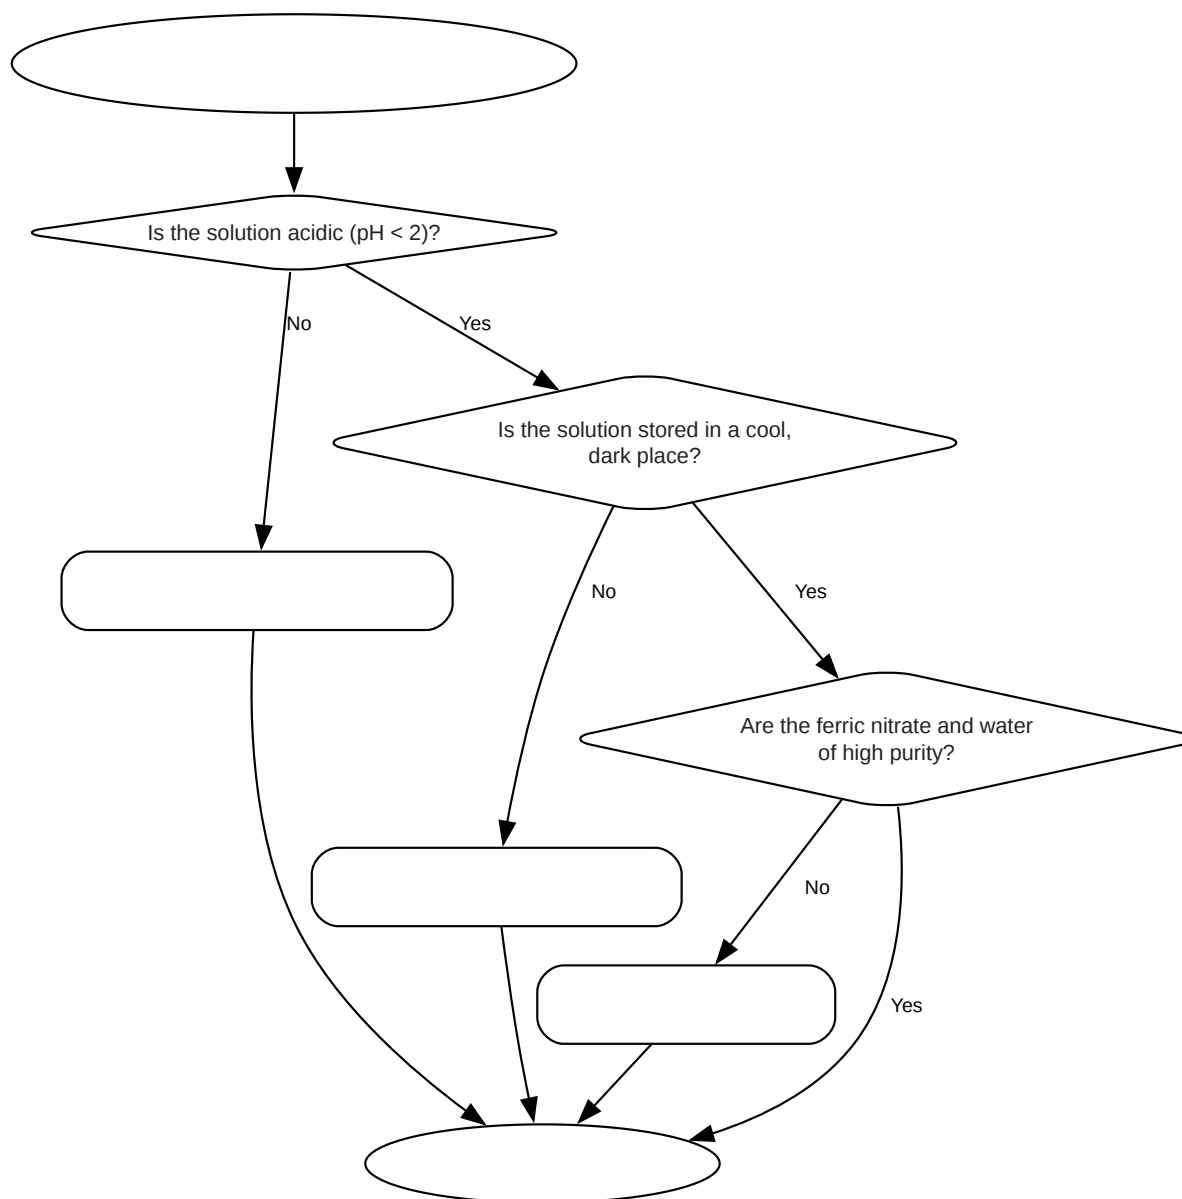 Is the solution acidic (pH < 2)?
No
Yes
Is the solution stored in a cool,
dark place?
No
Yes
Are the ferric nitrate and water
of high purity?
No
Yes